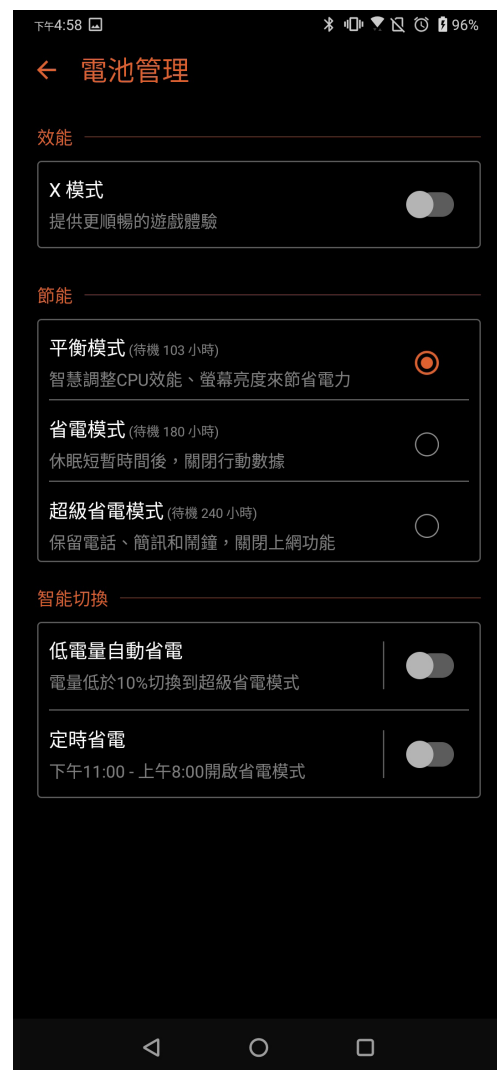 下午4:58 96%
電池管理
效能
X 模式
提供更順暢的遊戲體驗
節能
平衡模式 (待機 103 小時)
智慧調整CPU效能、螢幕亮度來節省電力
省電模式 (待機 180 小時)
休眠短暫時間後，關閉行動數據
超級省電模式 (待機 240 小時)
保留電話、簡訊和鬧鐘，關閉上網功能
智能切換
低電量自動省電
電量低於10%切換到超級省電模式
定時省電
下午11:00 - 上午8:00開啟省電模式